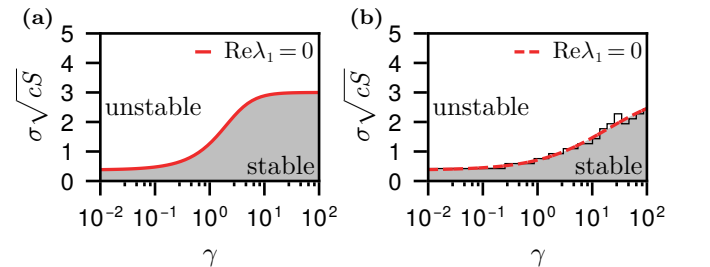 (a)
5
4
3
2
1
0
σ√cS
Reλ₁ = 0
unstable
stable
10⁻² 10⁻¹ 10⁰ 10¹ 10²
γ
(b)
5
4
3
2
1
0
σ√cS
Reλ₁ = 0
unstable
stable
10⁻² 10⁻¹ 10⁰ 10¹ 10²
γ